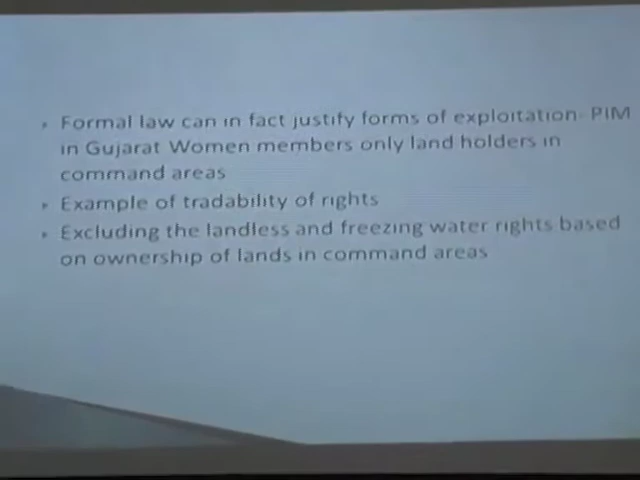 Formal law can in fact justify forms of exploitation- PIM
in Gujarat Women members only land holders in
command areas
Example of tradability of rights
Excluding the landless and freezing water rights based
on ownership of lands in command areas